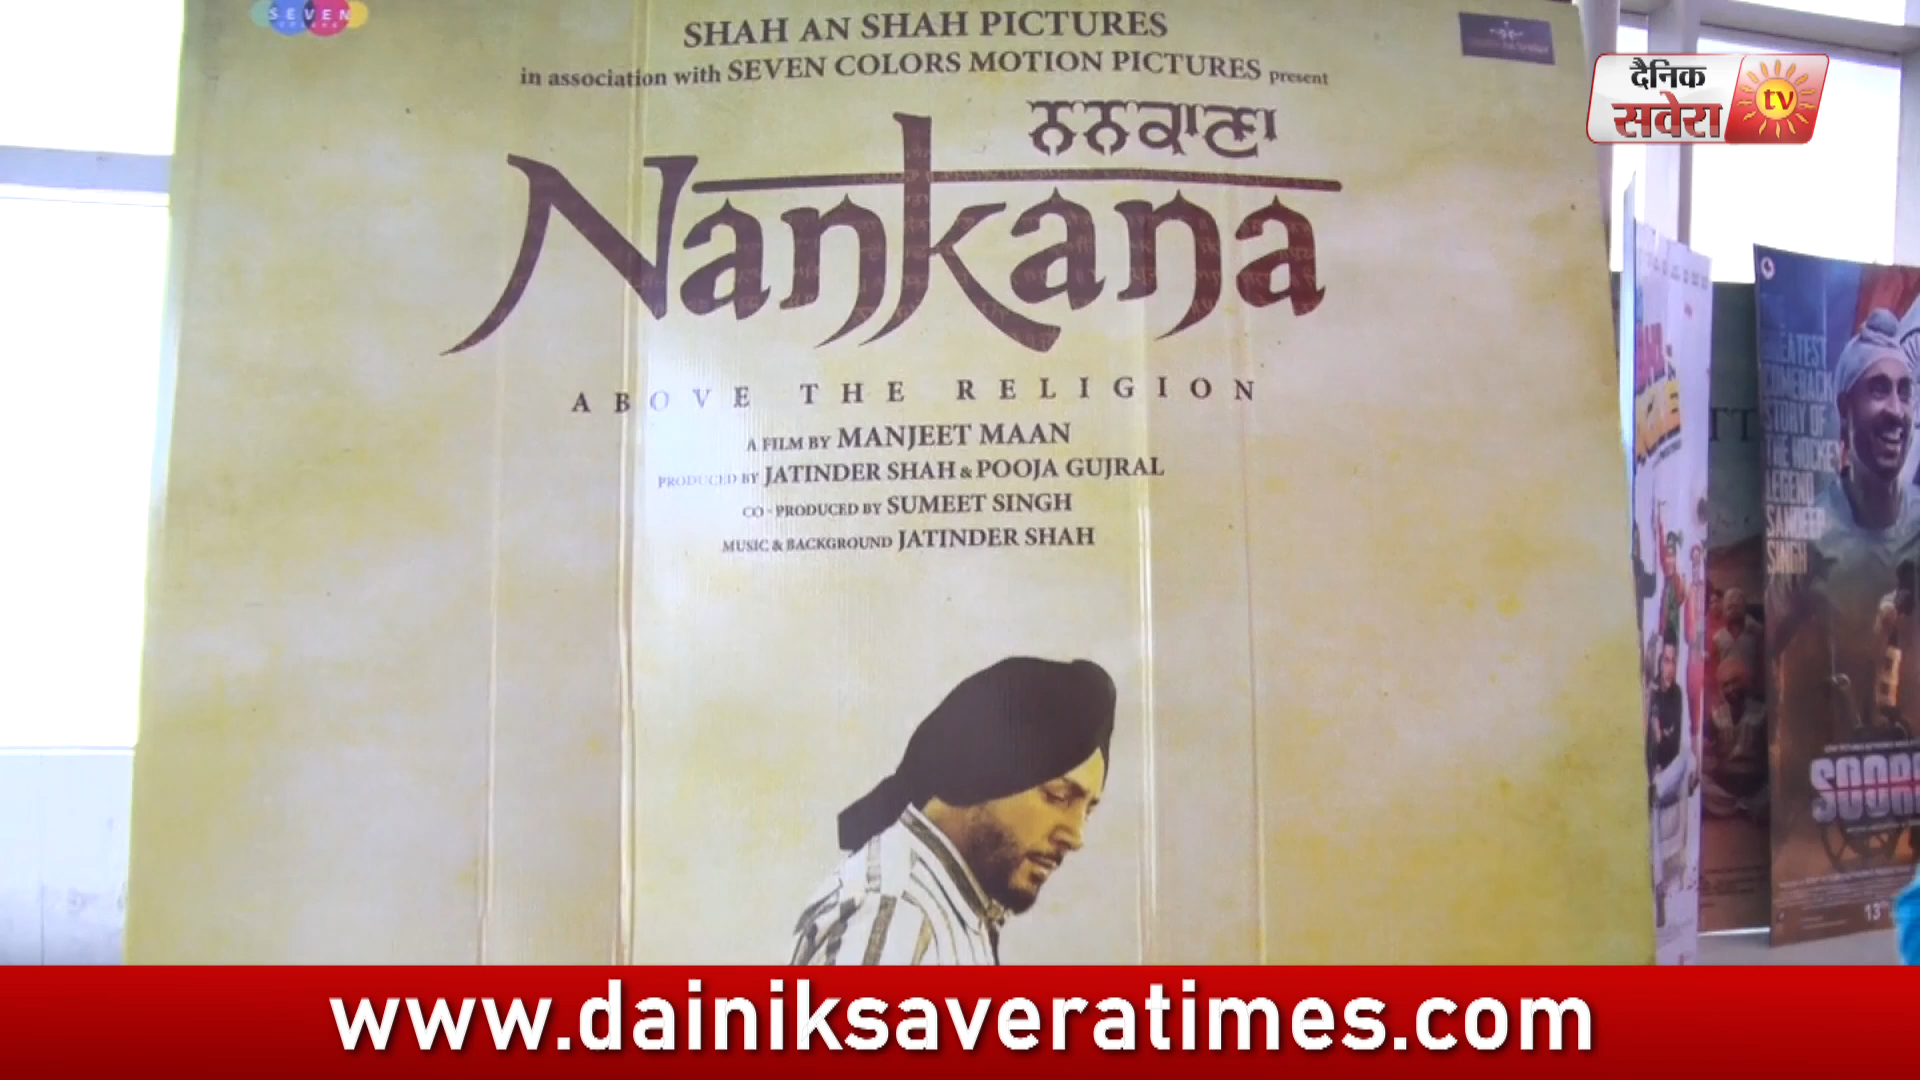 SEVEN
SHAH AN SHAH PICTURES
in association with SEVEN COLORS MOTION PICTURES present
दैनिक
सवेरा
tv
ਨਨਕਾਣਾ
Nankana
ABOVE THE RELIGION
A FILM BY MANJEET MAAN
PRODUCED BY JATINDER SHAH & POOJA GUJRAL
CO - PRODUCED BY SUMEET SINGH
MUSIC & BACKGROUND JATINDER SHAH
GREATEST
COMEBACK
STORY OF
THE HOCKEY
LEGEND
SANDEEP
SINGH
SOOR
13TH
www.dainiksaveratimes.com